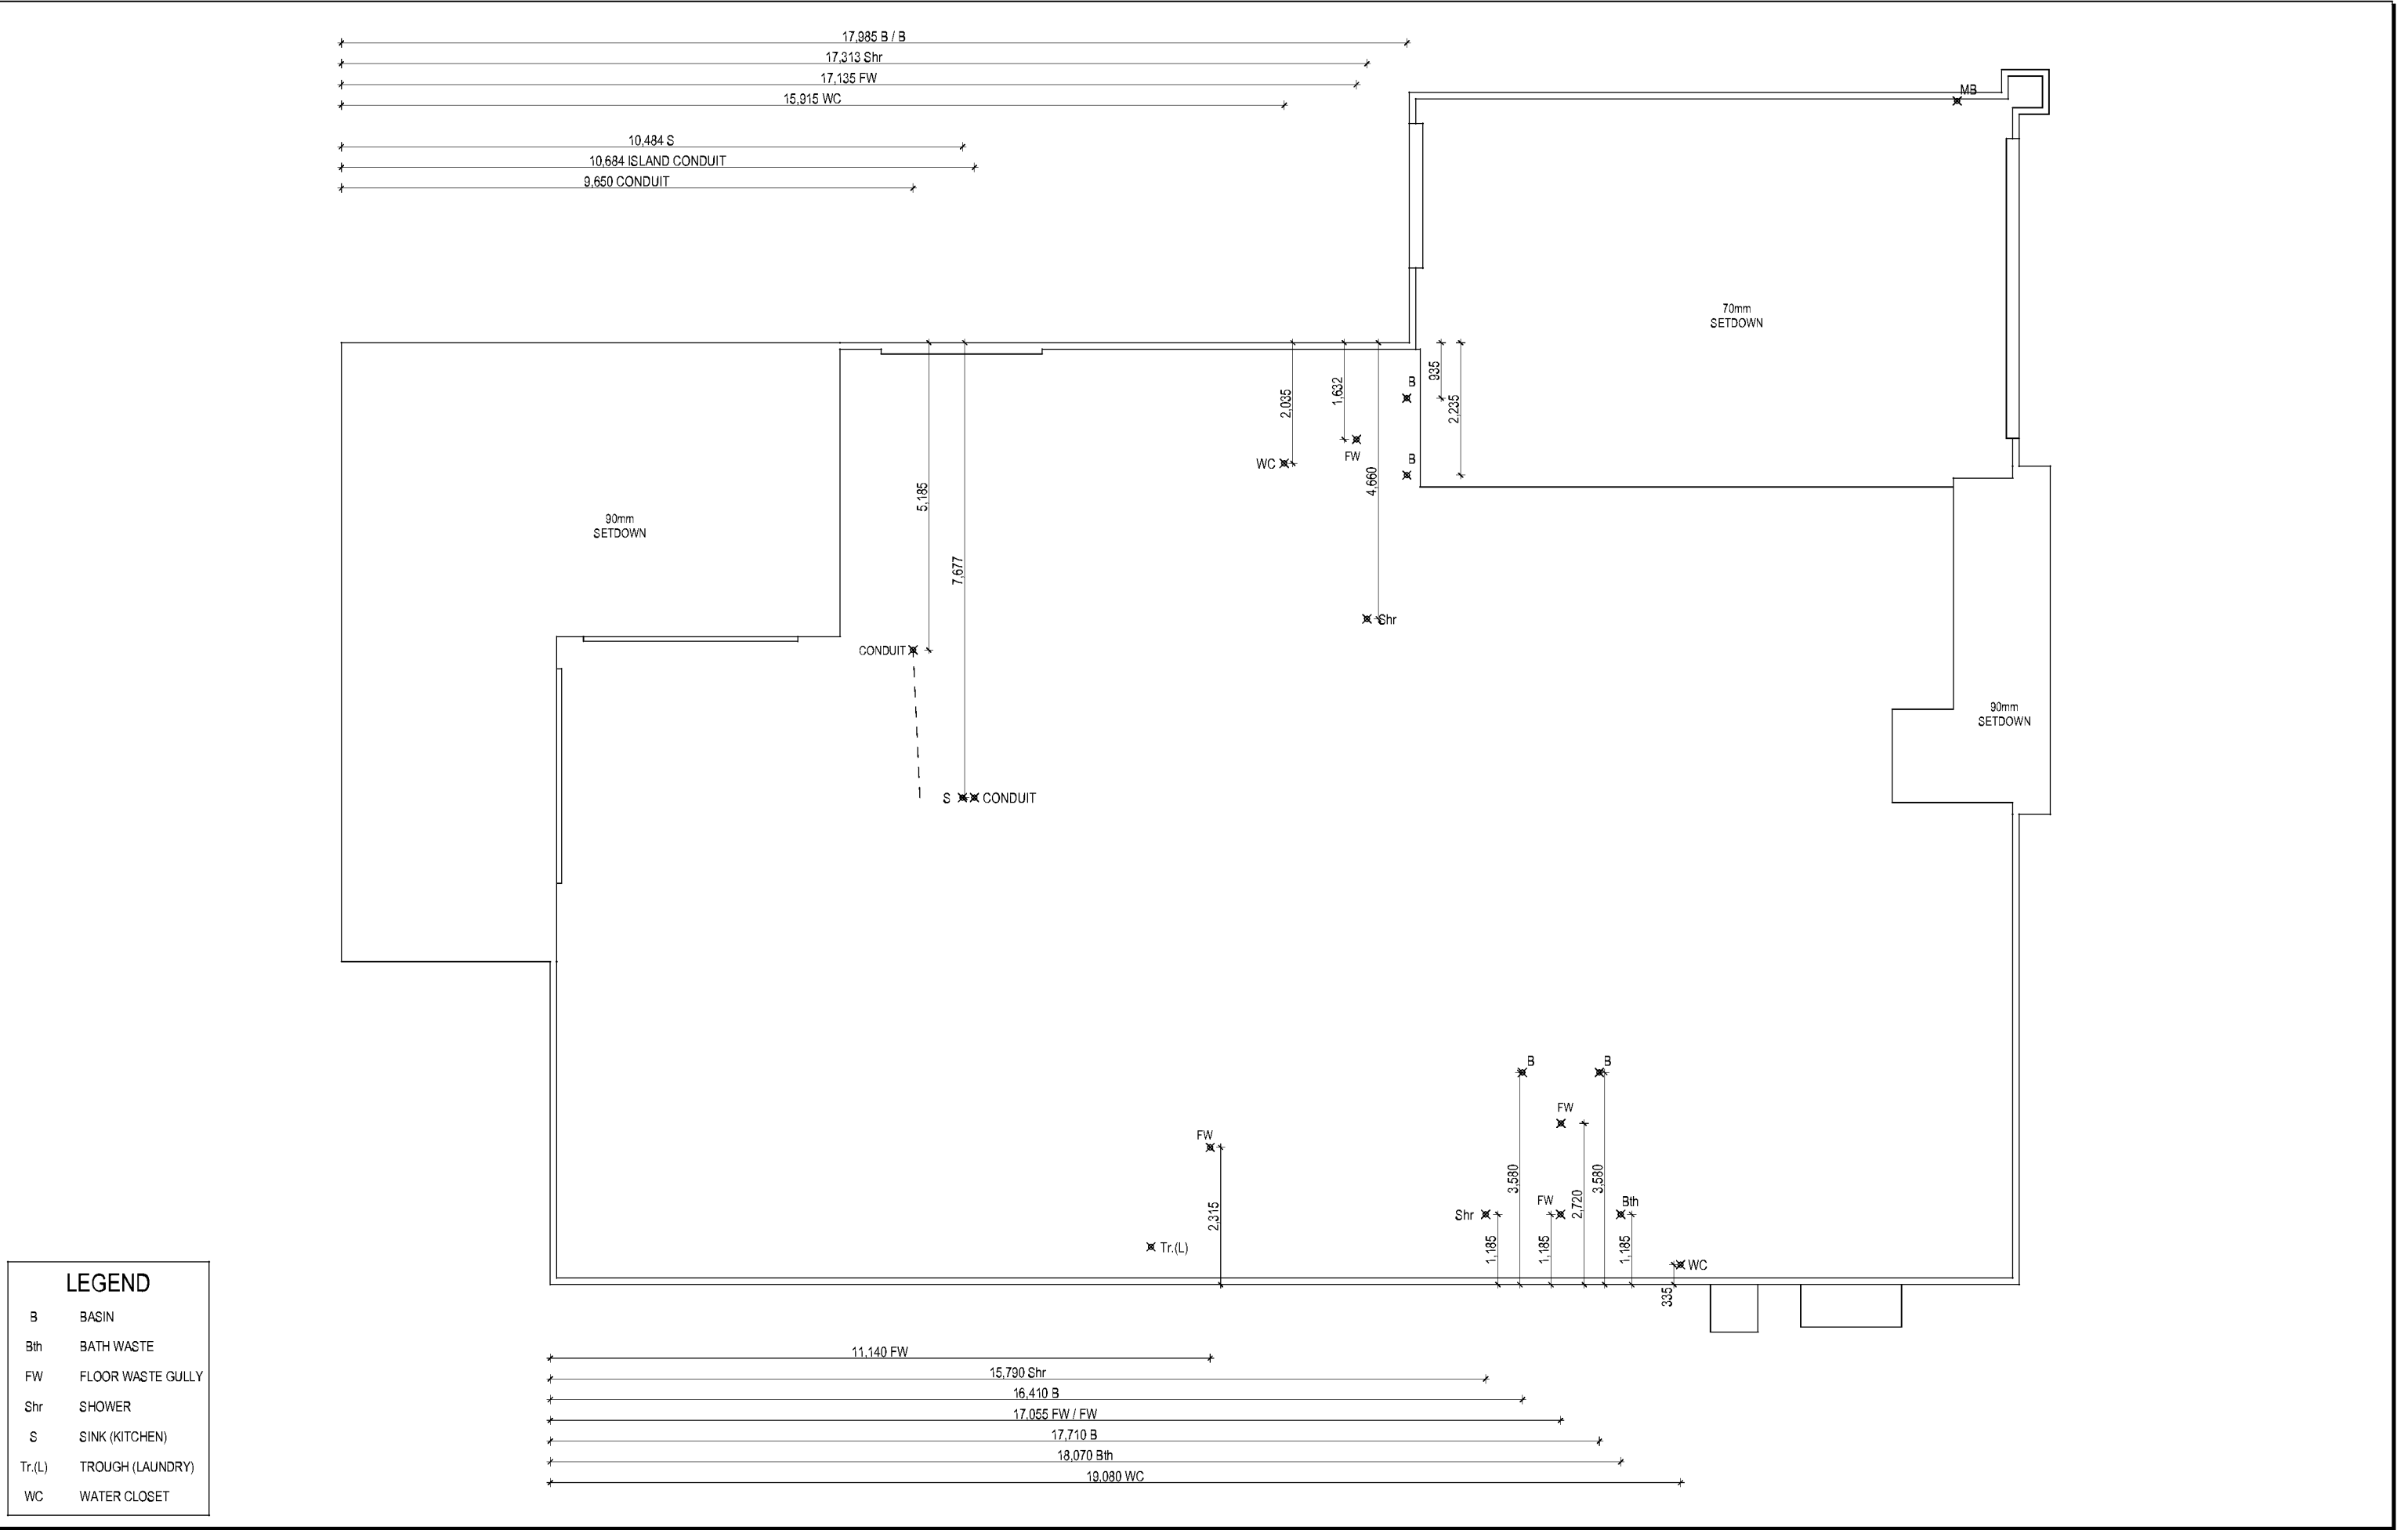 17,985 B / B
17,313 Shr
17,135 FW
15,915 WC
10,484 S
10,684 ISLAND CONDUIT
9,650 CONDUIT
MB
70mm
SETDOWN
935
2,235
B
B
1,632
FW
2,035
WC
4,660
Shr
5,185
7,677
90mm
SETDOWN
CONDUIT
S
CONDUIT
90mm
SETDOWN
B
B
FW
FW
2,315
3,580
3,580
2,720
Shr
FW
Bth
1,185
1,185
1,185
Tr.(L)
WC
335
LEGEND
B BASIN
Bth BATH WASTE
FW FLOOR WASTE GULLY
Shr SHOWER
S SINK (KITCHEN)
Tr.(L) TROUGH (LAUNDRY)
WC WATER CLOSET
11,140 FW
15,790 Shr
16,410 B
17,055 FW / FW
17,710 B
18,070 Bth
19,080 WC